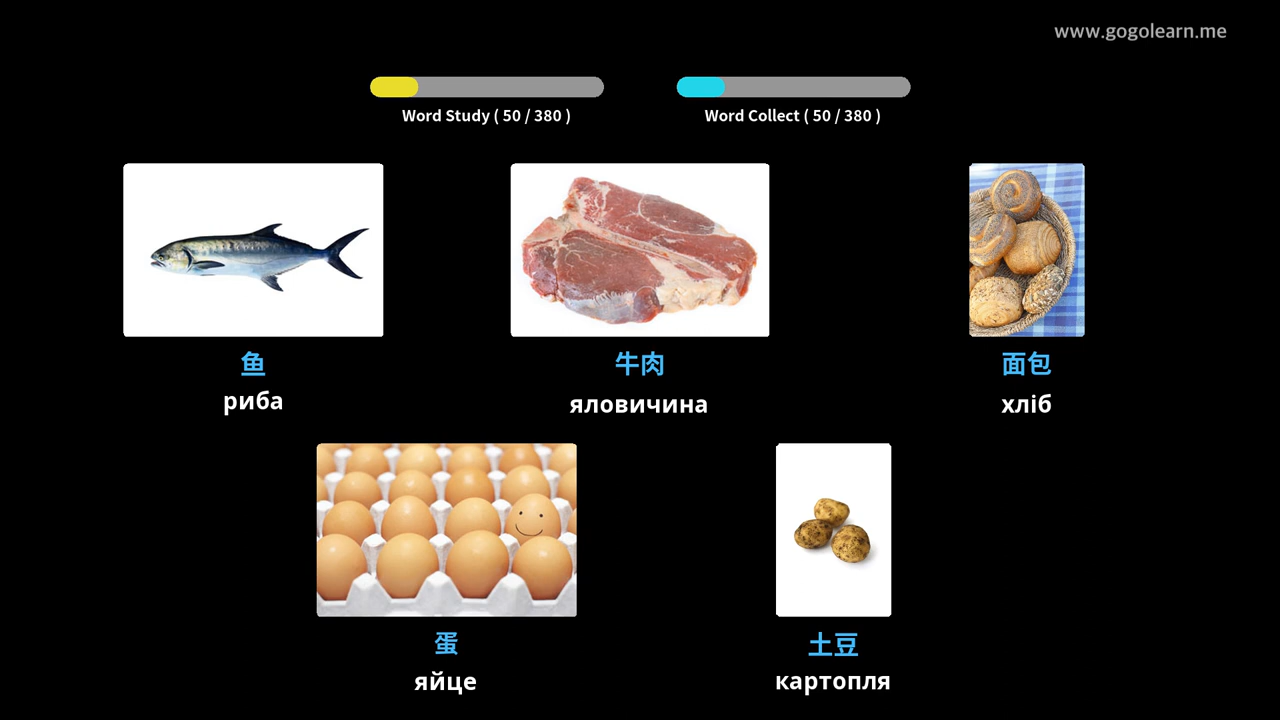 www.gogolearn.me
Word Study ( 50 / 380 )
Word Collect ( 50 / 380 )
鱼
牛肉
面包
риба
яловичина
хліб
蛋
土豆
яйце
картопля